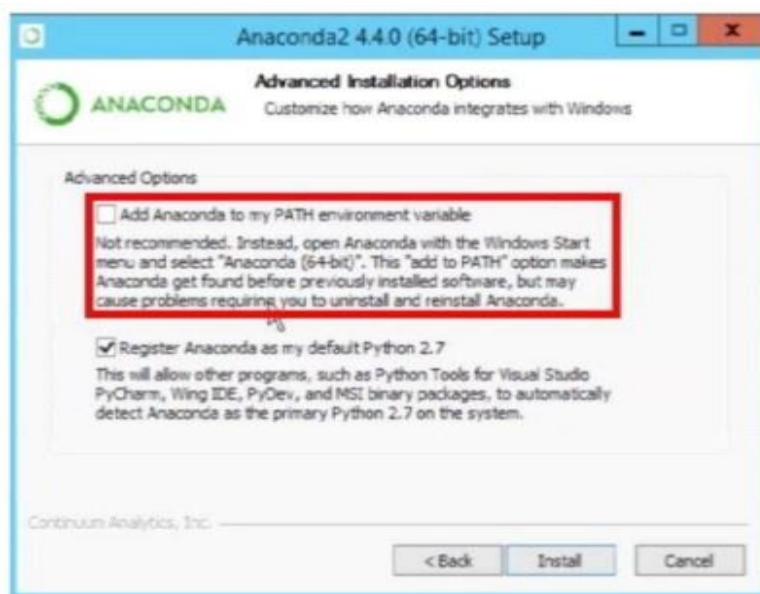 Anaconda2 4.4.0 (64-bit) Setup
ANACONDA
Advanced Installation Options
Customize how Anaconda integrates with Windows
Advanced Options
Add Anaconda to my PATH environment variable
Not recommended. Instead, open Anaconda with the Windows Start
menu and select "Anaconda (64-bit)". This "add to PATH" option makes
Anaconda get found before previously installed software, but may
cause problems requiring you to uninstall and reinstall Anaconda.
Register Anaconda as my default Python 2.7
This will allow other programs, such as Python Tools for Visual Studio
PyCharm, Wing IDE, PyDev, and MSI binary packages, to automatically
detect Anaconda as the primary Python 2.7 on the system.
Continuum Analytics, Inc.
< Back Install Cancel